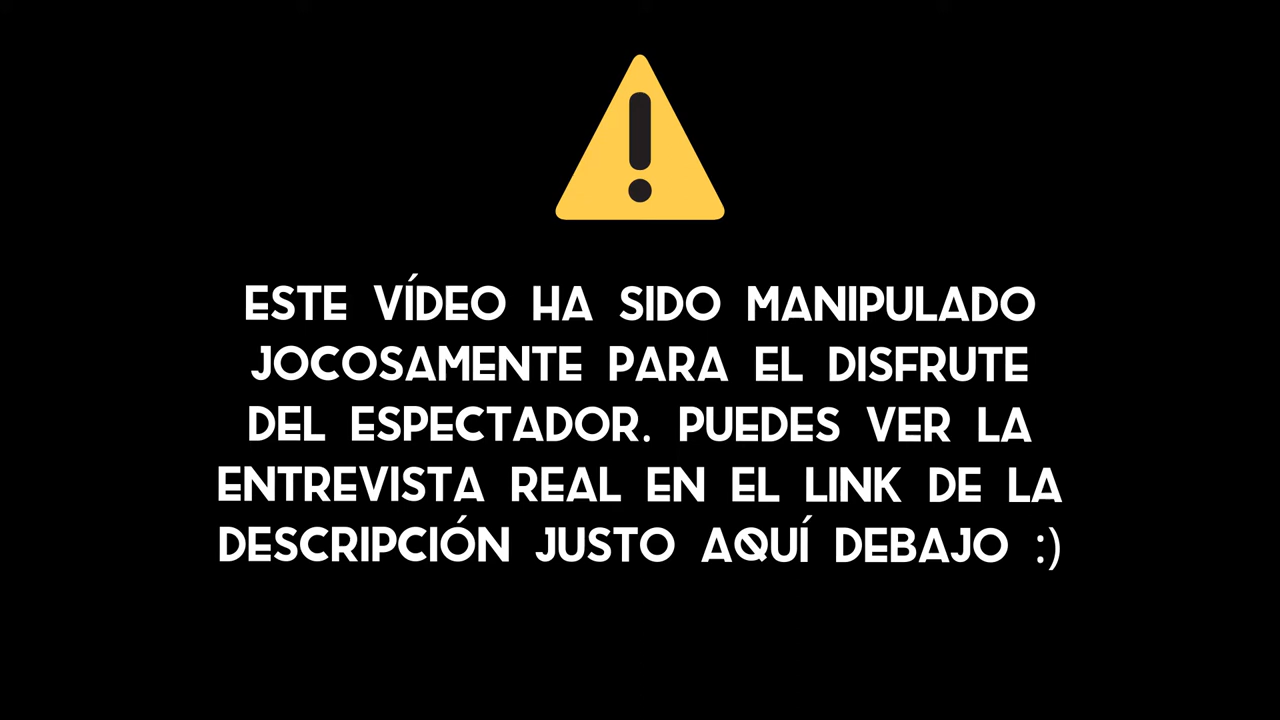 ESTE VÍDEO HA SIDO MANIPULADO
JOCOSAMENTE PARA EL DISFRUTE
DEL ESPECTADOR. PUEDES VER LA
ENTREVISTA REAL EN EL LINK DE LA
DESCRIPCIÓN JUSTO AQUÍ DEBAJO :)